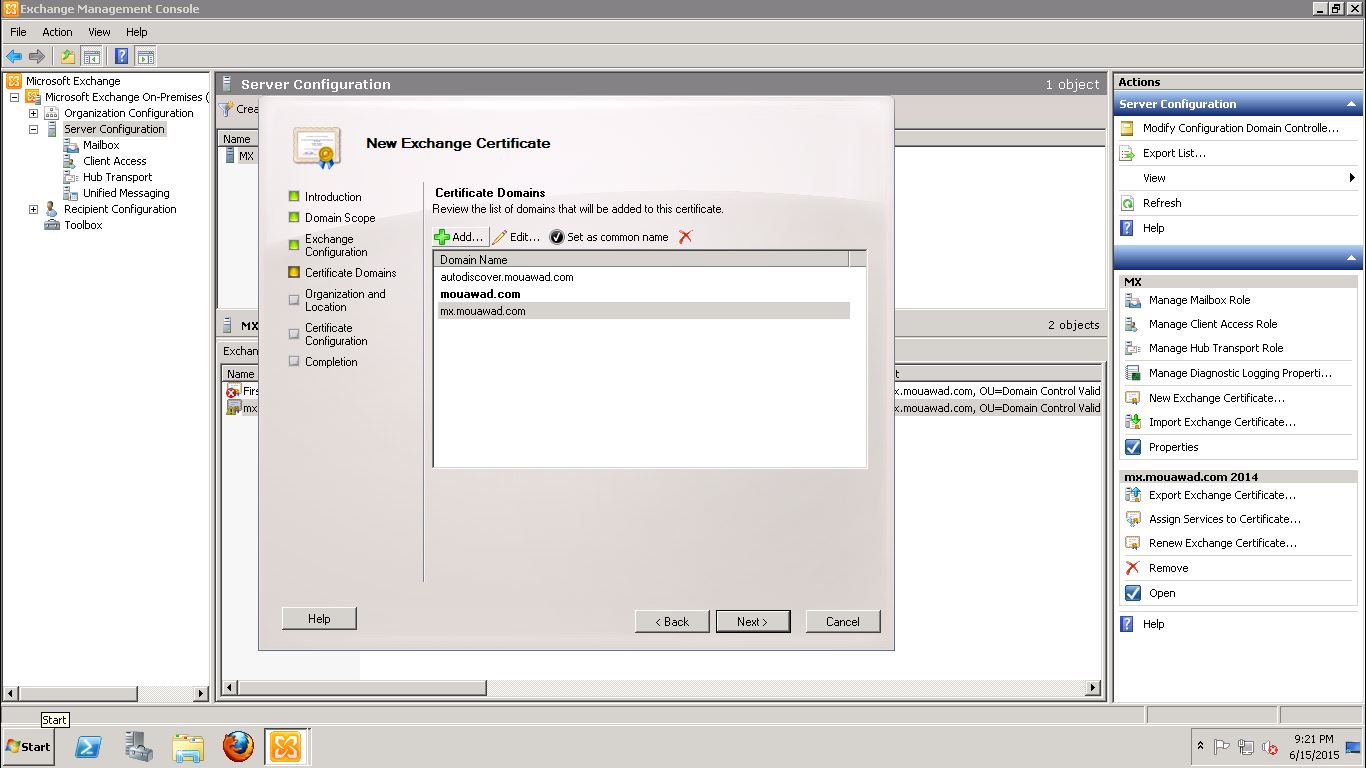 Exchange Management Console
File Action View Help
Microsoft Exchange
Microsoft Exchange On-Premises (
Organization Configuration
Server Configuration
Mailbox
Client Access
Hub Transport
Unified Messaging
Recipient Configuration
Toolbox
Server Configuration 1 object
Crea
Name
MX
MX 2 objects
Exchan
Name t
Firs x.mouawad.com, OU=Domain Control Valid
mx x.mouawad.com, OU=Domain Control Valid
New Exchange Certificate
Introduction
Domain Scope
Exchange
Configuration
Certificate Domains
Organization and
Location
Certificate
Configuration
Completion
Certificate Domains
Review the list of domains that will be added to this certificate.
Add... Edit... Set as common name
Domain Name
autodiscover.mouawad.com
mouawad.com
mx.mouawad.com
Help < Back Next > Cancel
Actions
Server Configuration
Modify Configuration Domain Controlle...
Export List...
View
Refresh
Help
MX
Manage Mailbox Role
Manage Client Access Role
Manage Hub Transport Role
Manage Diagnostic Logging Properti...
New Exchange Certificate...
Import Exchange Certificate...
Properties
mx.mouawad.com 2014
Export Exchange Certificate...
Assign Services to Certificate...
Renew Exchange Certificate...
Remove
Open
Help
Start
Start
9:21 PM
6/15/2015